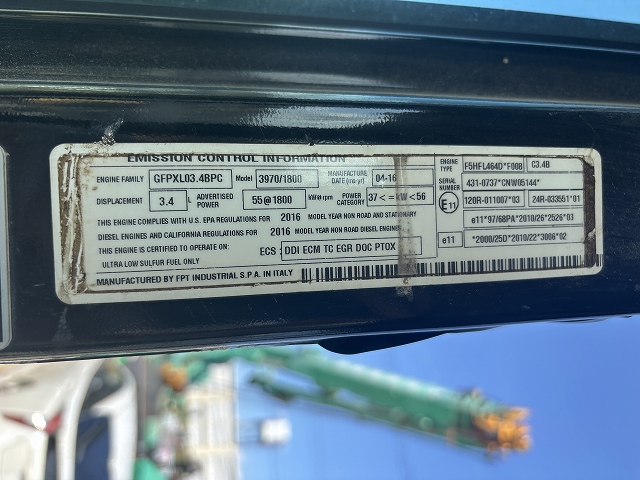 EMISSION CONTROL INFORMATION
ENGINE FAMILY GFPXL03.4BPC Model 3970/1800 MANUFACTURING DATE (mo-yr) 04-16
DISPLACEMENT 3.4 L ADVERTISED POWER 55@1800 kW@rpm POWER CATEGORY 37<=kW<56
THIS ENGINE COMPLIES WITH U.S. EPA REGULATIONS FOR 2016 MODEL YEAR NON ROAD AND STATIONARY
DIESEL ENGINES AND CALIFORNIA REGULATIONS FOR 2016 MODEL YEAR NON ROAD DIESEL ENGINES.
THIS ENGINE IS CERTIFIED TO OPERATE ON:
ULTRA LOW SULFUR FUEL ONLY
ECS: DDI ECM TC EGR DOC PTOX
MANUFACTURED BY FPT INDUSTRIAL S.P.A. IN ITALY
ENGINE TYPE F5HFL464D*F008 C3.4B
ENGINE SERIAL NUMBER 431-0737*CNW05144*
E11 120R-011007*03 24R-033551*01
e11*97/68PA*2010/26*2526*03
e11 *2000/25D*2010/22*3006*02